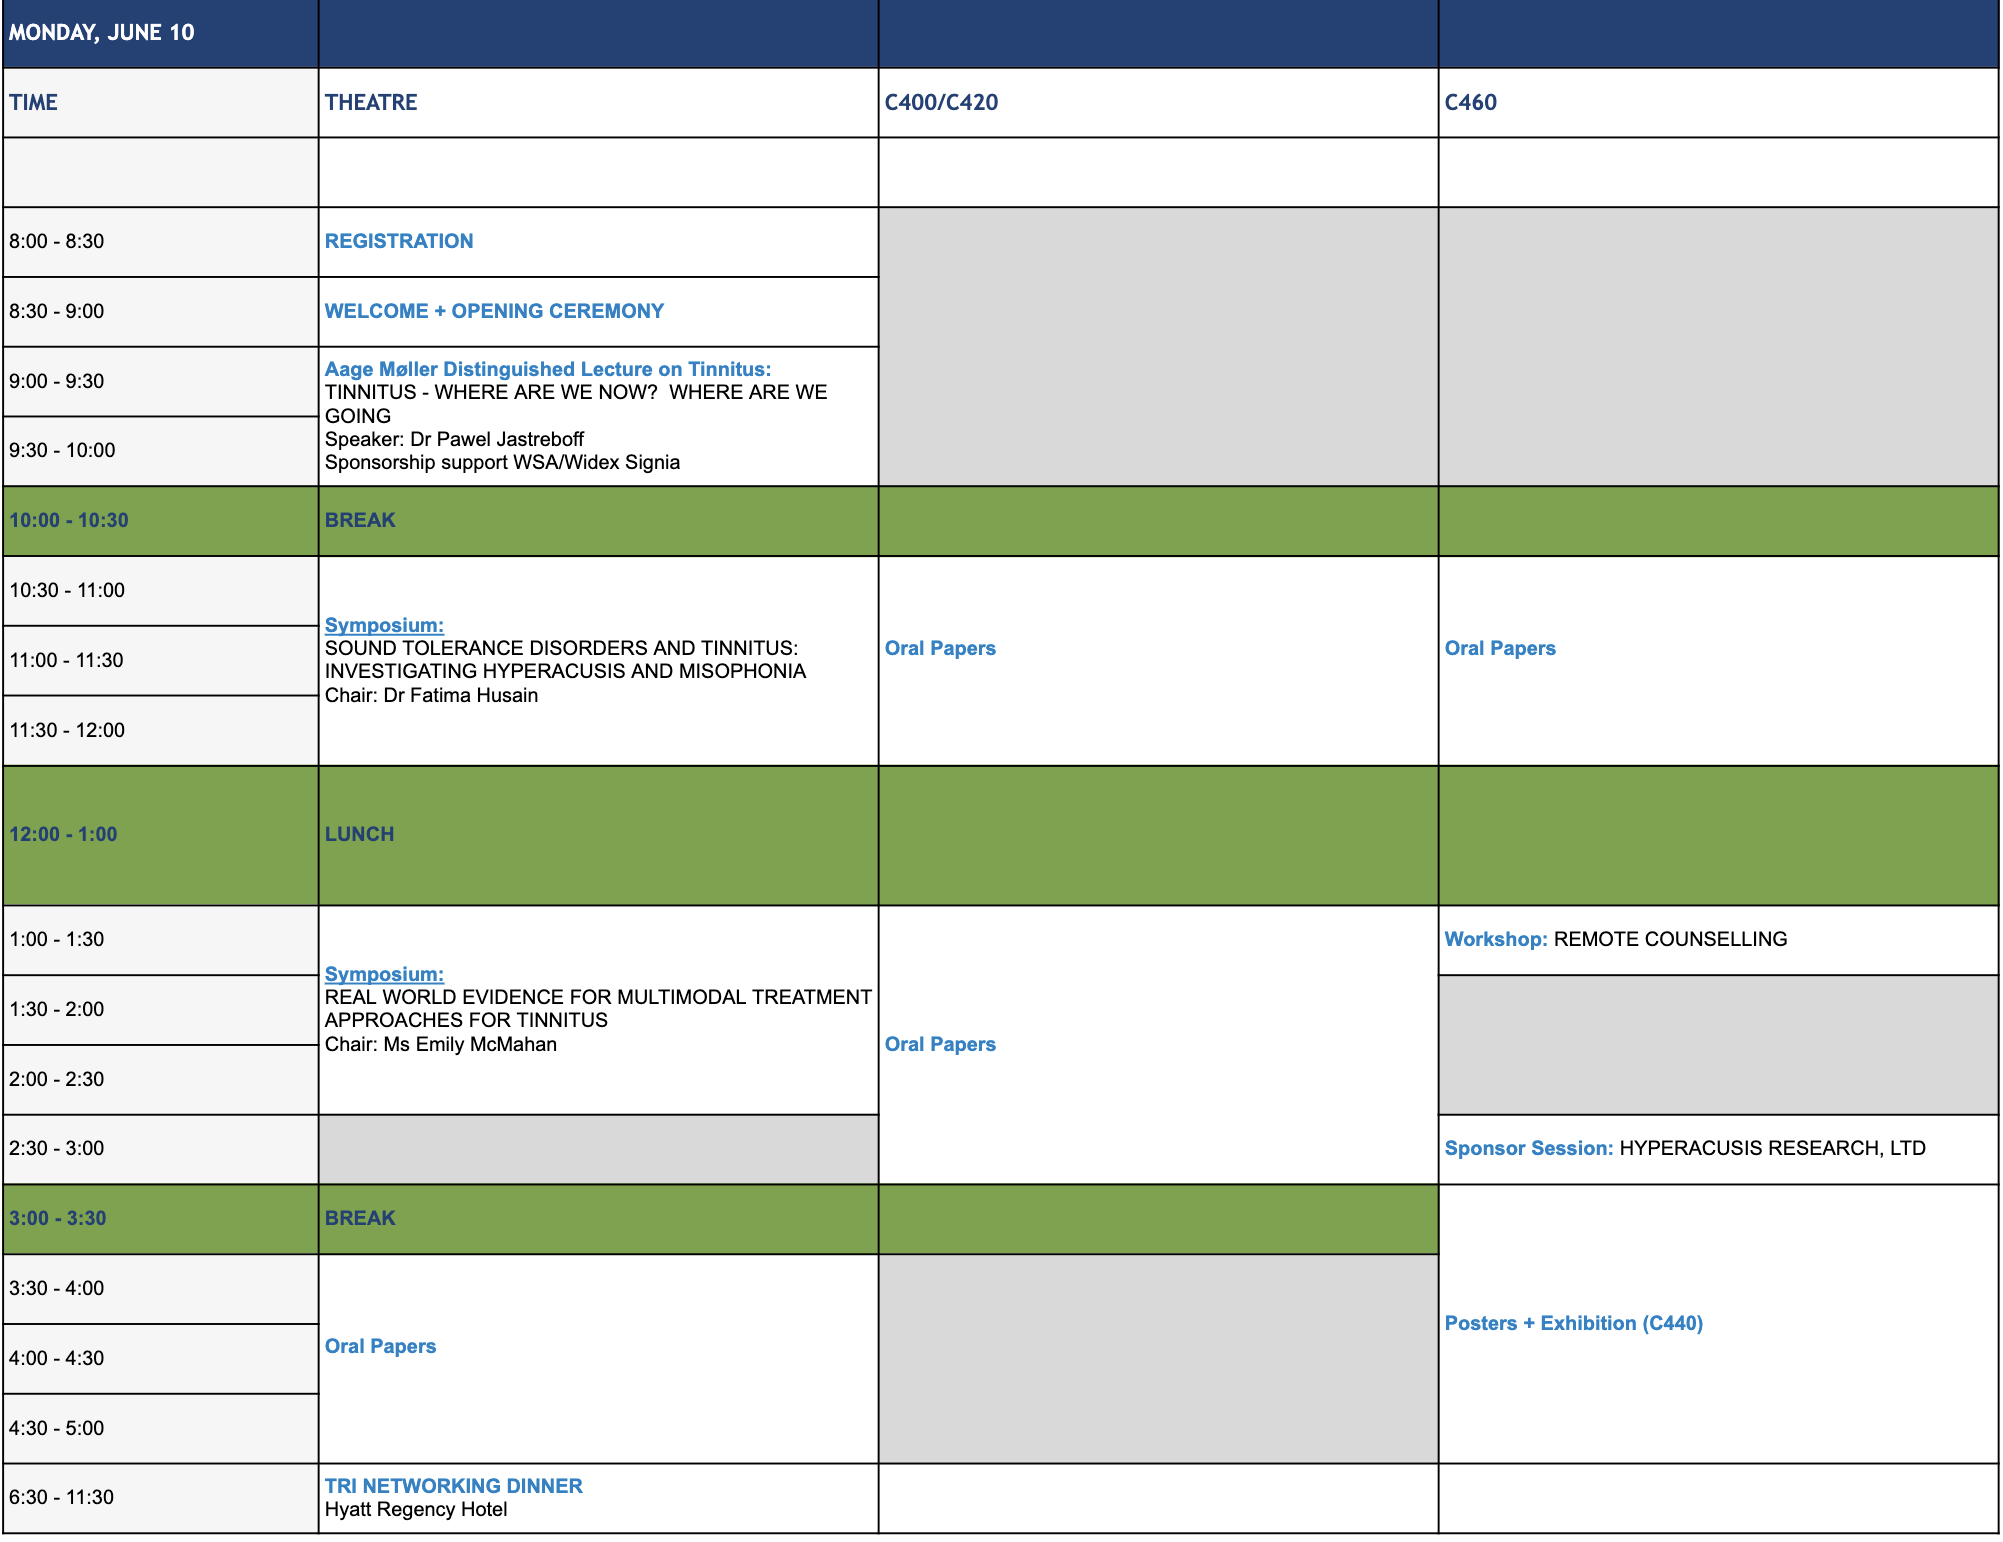 MONDAY, JUNE 10
TIME
THEATRE
C400/C420
C460
8:00 - 8:30
REGISTRATION
8:30 - 9:00
WELCOME + OPENING CEREMONY
9:00 - 9:30
9:30 - 10:00
Aage Møller Distinguished Lecture on Tinnitus:
TINNITUS - WHERE ARE WE NOW?  WHERE ARE WE
GOING
Speaker: Dr Pawel Jastreboff
Sponsorship support WSA/Widex Signia
10:00 - 10:30
BREAK
10:30 - 11:00
11:00 - 11:30
11:30 - 12:00
Symposium:
SOUND TOLERANCE DISORDERS AND TINNITUS:
INVESTIGATING HYPERACUSIS AND MISOPHONIA
Chair: Dr Fatima Husain
Oral Papers
Oral Papers
12:00 - 1:00
LUNCH
1:00 - 1:30
1:30 - 2:00
2:00 - 2:30
2:30 - 3:00
Symposium:
REAL WORLD EVIDENCE FOR MULTIMODAL TREATMENT
APPROACHES FOR TINNITUS
Chair: Ms Emily McMahan
Oral Papers
Workshop: REMOTE COUNSELLING
Sponsor Session: HYPERACUSIS RESEARCH, LTD
3:00 - 3:30
BREAK
3:30 - 4:00
4:00 - 4:30
4:30 - 5:00
Oral Papers
Posters + Exhibition (C440)
6:30 - 11:30
TRI NETWORKING DINNER
Hyatt Regency Hotel